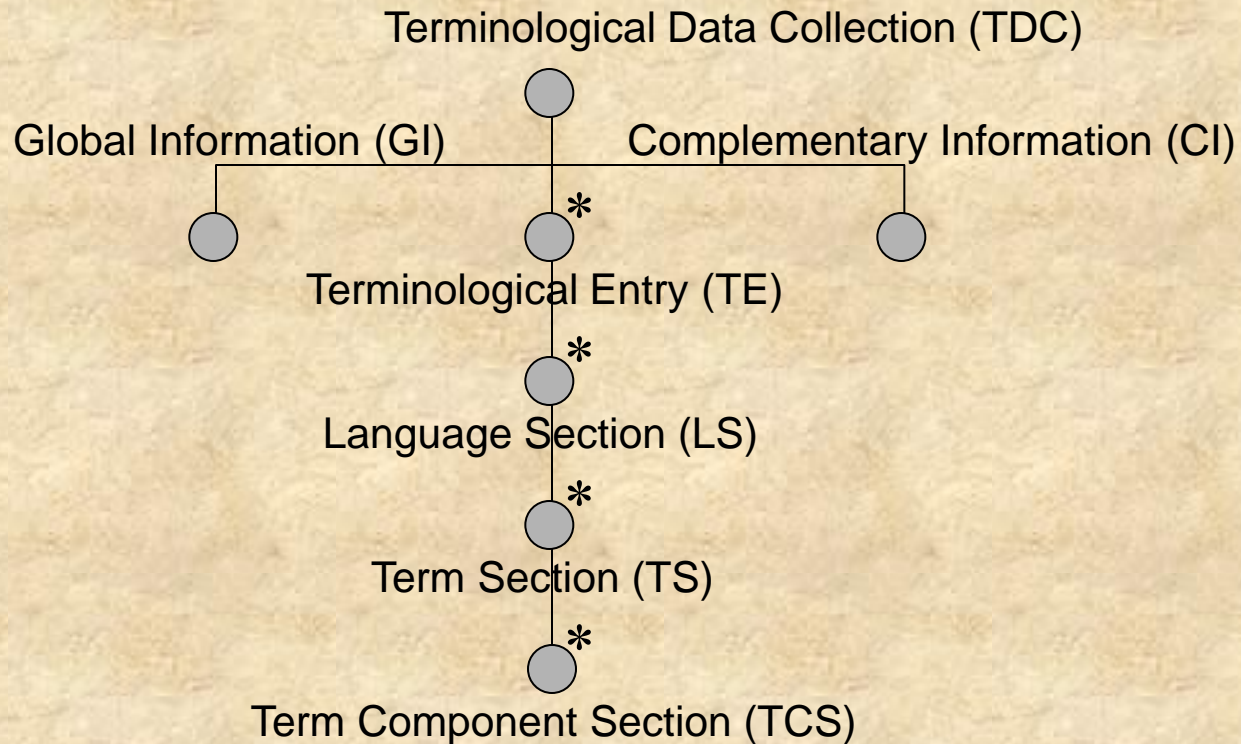 Terminological Data Collection (TDC)
Global Information (GI)
Complementary Information (CI)
*
Terminological Entry (TE)
*
Language Section (LS)
*
Term Section (TS)
*
Term Component Section (TCS)